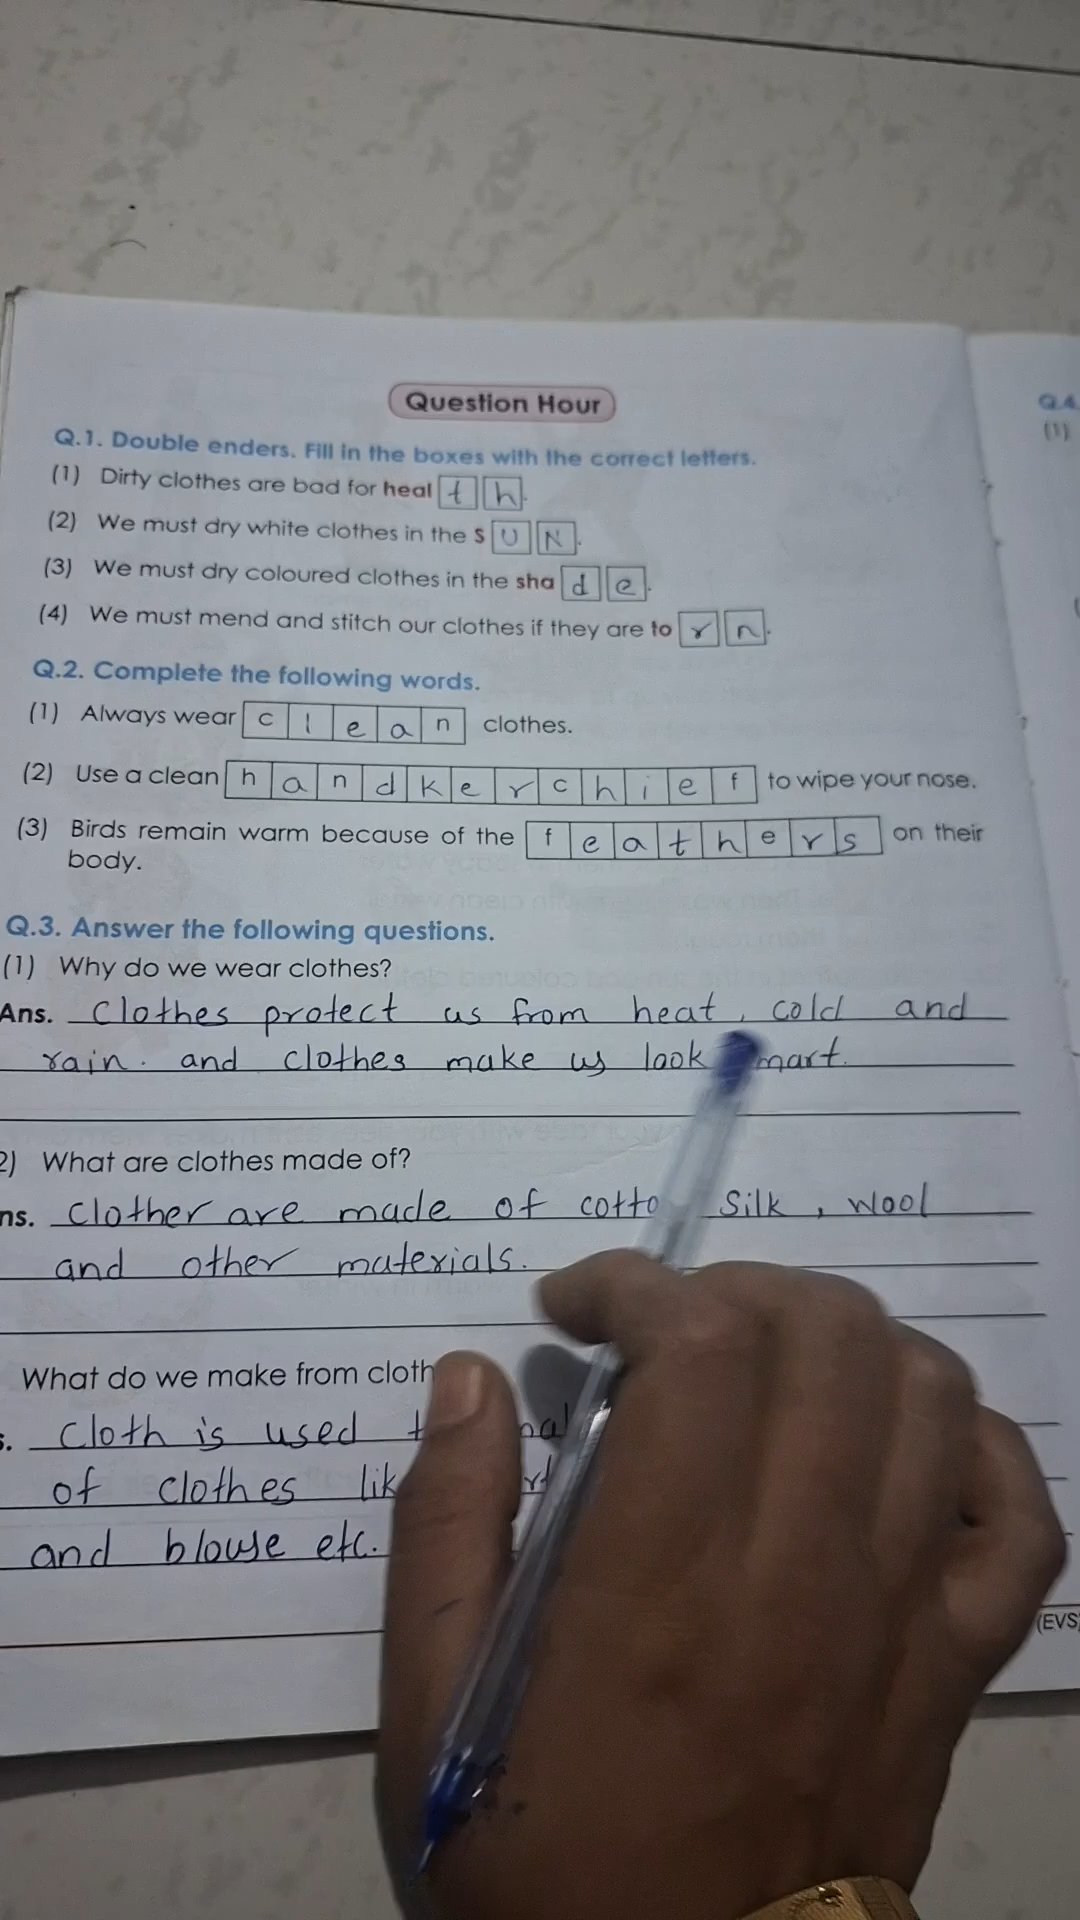 Question Hour
Q.4
(1)
Q.1. Double enders. Fill in the boxes with the correct letters.
(1) Dirty clothes are bad for heal t h.
(2) We must dry white clothes in the s U N.
(3) We must dry coloured clothes in the sha d e.
(4) We must mend and stitch our clothes if they are to r n.
Q.2. Complete the following words.
(1) Always wear c l e a n clothes.
(2) Use a clean h a n d k e r c h i e f to wipe your nose.
(3) Birds remain warm because of the f e a t h e r s on their
body.
Q.3. Answer the following questions.
(1) Why do we wear clothes?
Ans. Clothes protect us from heat, cold and
rain. and clothes make us look mart.
2) What are clothes made of?
ns. Clother are made of cotto silk, wool
and other materials.
What do we make from cloth
s. Cloth is used
of clothes lik
and blouse etc.
(EVS)